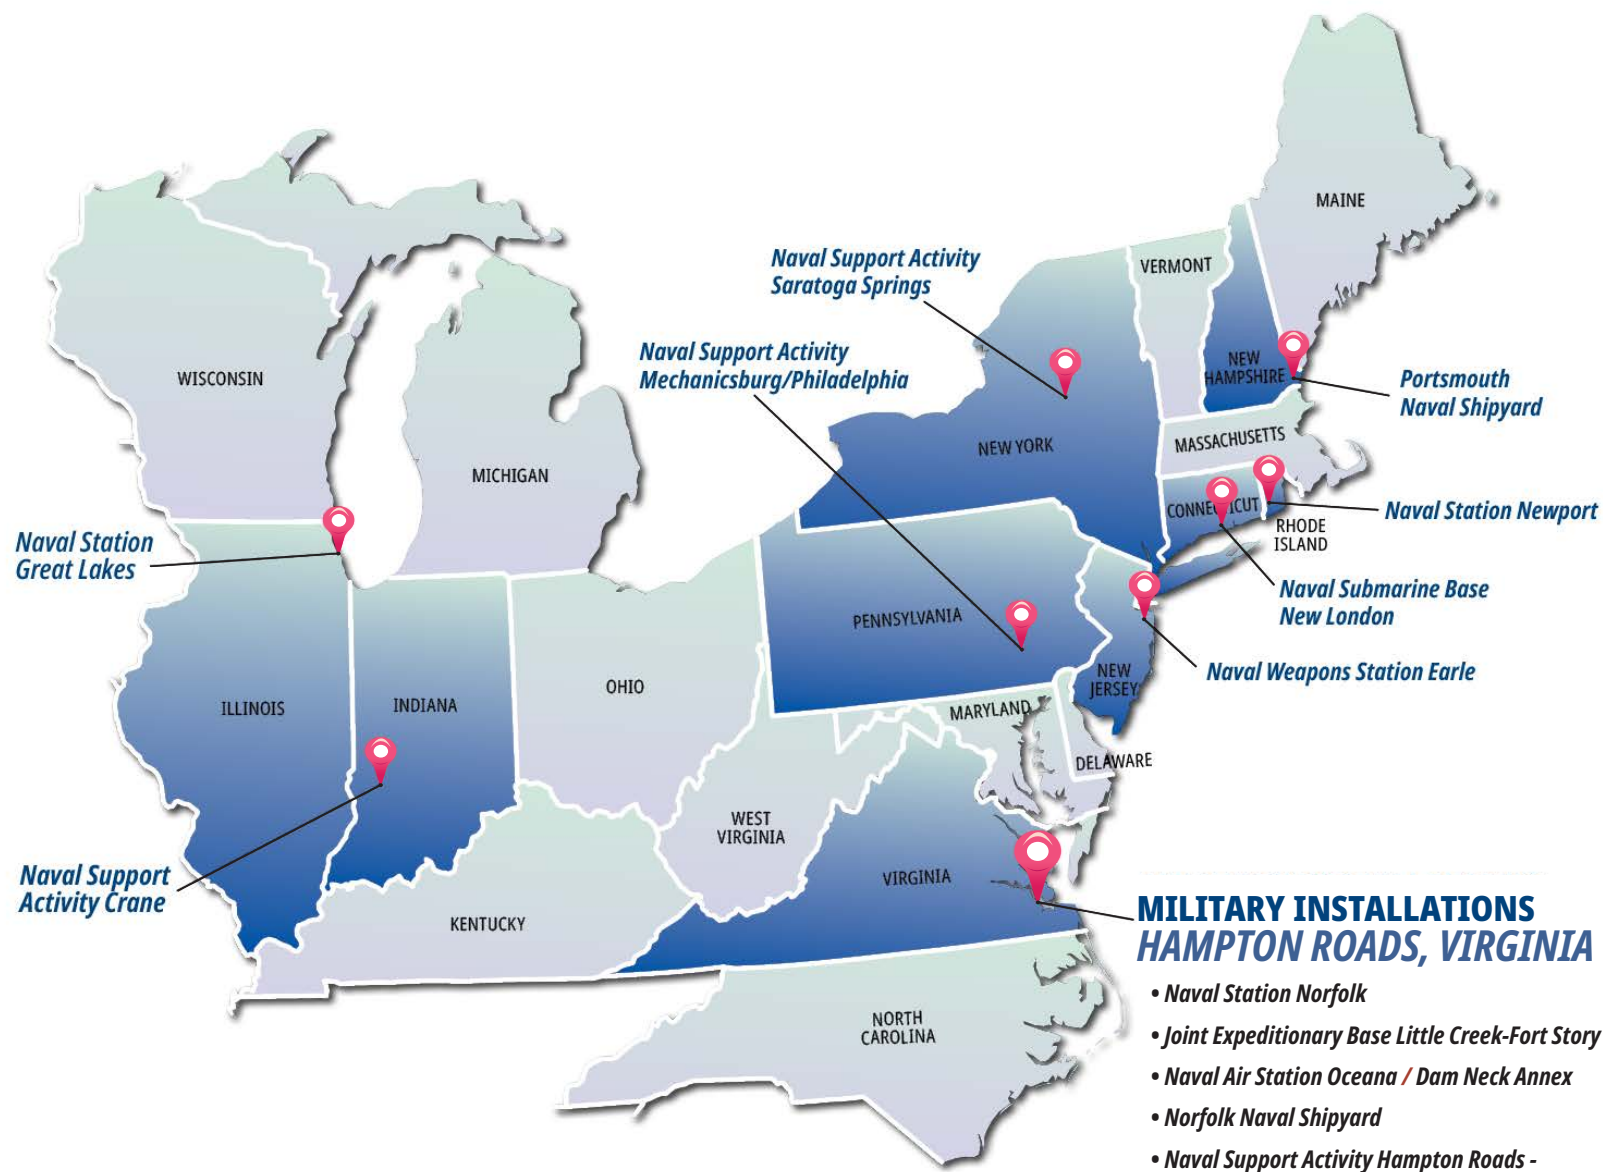 MAINE
Naval Support Activity
Saratoga Springs
VERMONT
Naval Support Activity
Mechanicsburg/Philadelphia
NEW
HAMPSHIRE
Portsmouth
Naval Shipyard
WISCONSIN
MICHIGAN
NEW YORK
MASSACHUSETTS
Naval Station
Great Lakes
CONNE ICUT
Naval Station Newport
RHODE
ISLAND
Naval Submarine Base
New London
PENNSYLVANIA
Naval Weapons Station Earle
NEW
JERSEY
OHIO
ILLINOIS
INDIANA
MARYLAND
DELAWARE
WEST
VIRGINIA
VIRGINIA
Naval Support
Activity Crane
KENTUCKY
MILITARY INSTALLATIONS
HAMPTON ROADS, VIRGINIA
• Naval Station Norfolk
• Joint Expeditionary Base Little Creek-Fort Story
• Naval Air Station Oceana / Dam Neck Annex
• Norfolk Naval Shipyard
• Naval Support Activity Hampton Roads -
NORTH
CAROLINA